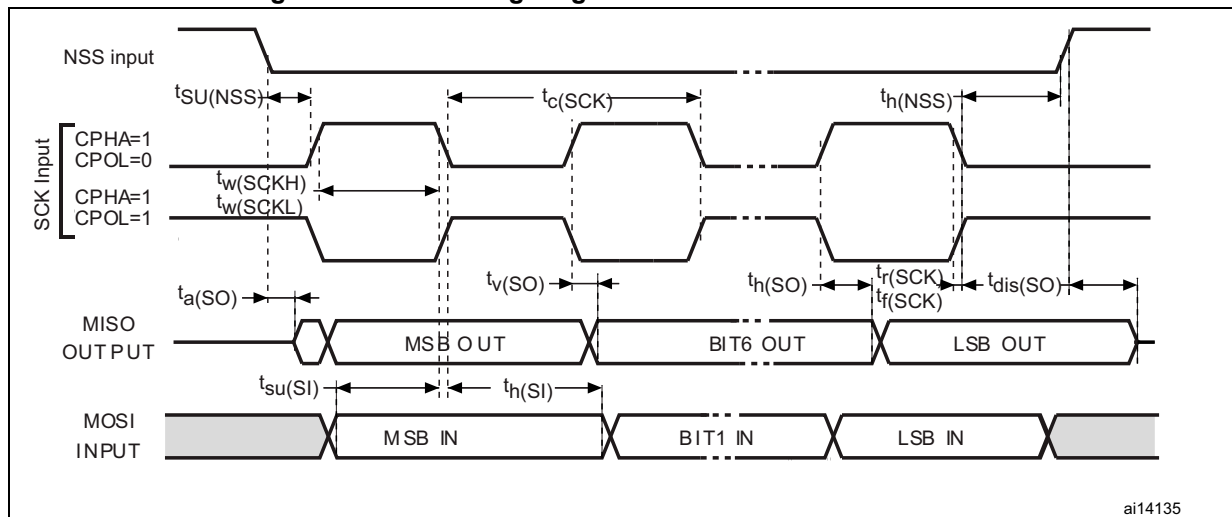 NSS input
tSU(NSS)
tc(SCK)
th(NSS)
SCK Input
CPHA=1
CPOL=0
tw(SCKH)
CPHA=1
tw(SCKL)
CPOL=1
ta(SO)
tv(SO)
th(SO)
tr(SCK)
tf(SCK)
tdis(SO)
MISO
OUTPUT
MSB OUT
BIT6 OUT
LSB OUT
tsu(SI)
th(SI)
MOSI
INPUT
MSB IN
BIT1 IN
LSB IN
ai14135